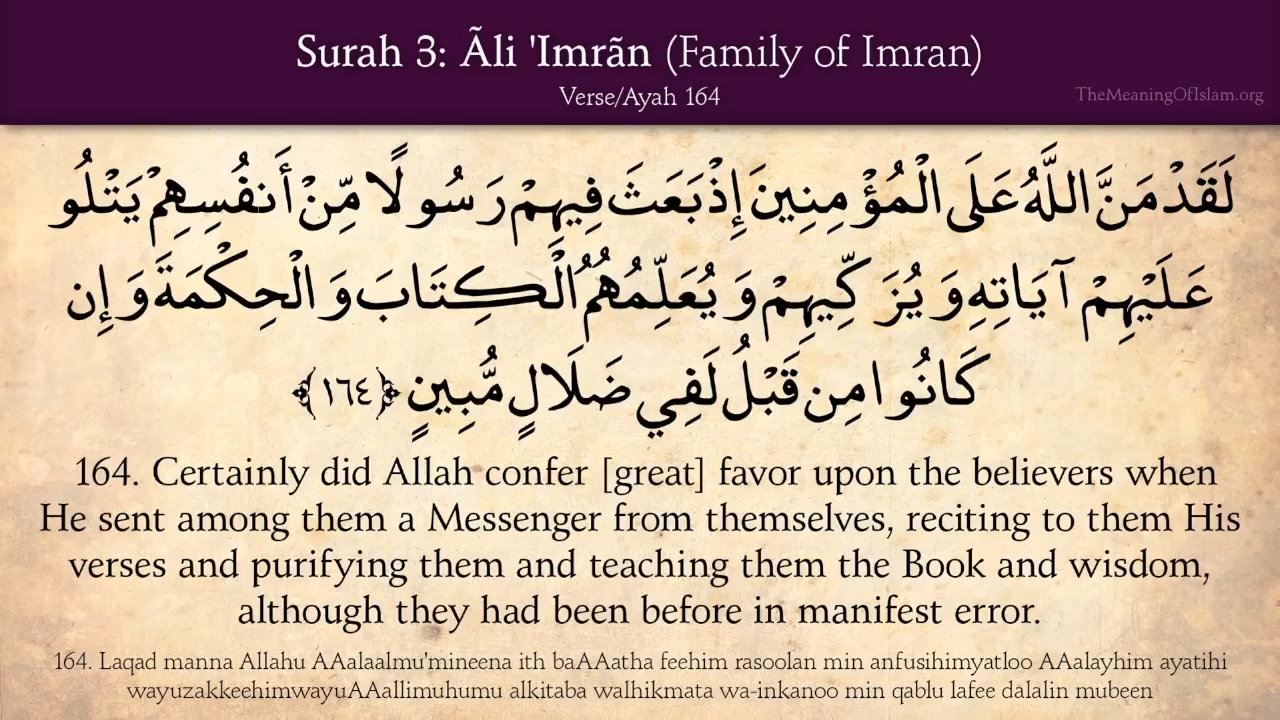 Surah 3: Ãli 'Imrãn (Family of Imran)
Verse/Ayah 164
TheMeaningOfIslam.org
لَقَدْ مَنَّ اللَّهُ عَلَى الْمُؤْمِنِينَ إِذْ بَعَثَ فِيهِمْ رَسُولًا مِّنْ أَنفُسِهِمْ يَتْلُو
عَلَيْهِمْ آيَاتِهِ وَيُزَكِّيهِمْ وَيُعَلِّمُهُمُ الْكِتَابَ وَالْحِكْمَةَ وَإِن
كَانُوا مِن قَبْلُ لَفِي ضَلَالٍ مُّبِينٍ ﴿١٦٤﴾
164. Certainly did Allah confer [great] favor upon the believers when
He sent among them a Messenger from themselves, reciting to them His
verses and purifying them and teaching them the Book and wisdom,
although they had been before in manifest error.
164. Laqad manna Allahu AAalaalmu'mineena ith baAAatha feehim rasoolan min anfusihimyatloo AAalayhim ayatihi
wayuzakkeehimwayuAAallimuhumu alkitaba walhikmata wa-inkanoo min qablu lafee dalalin mubeen